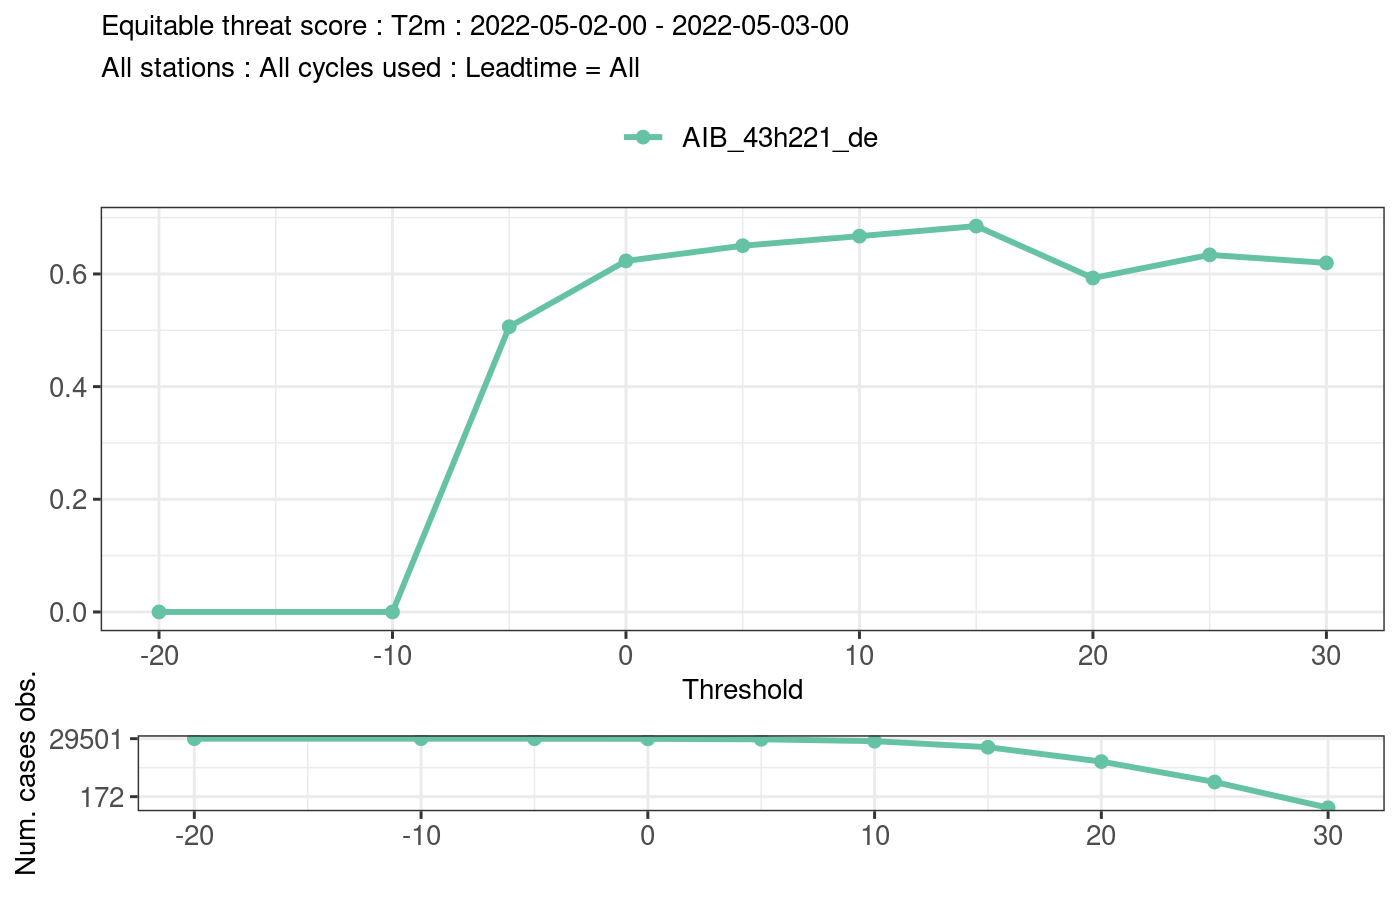 Equitable threat score : T2m : 2022-05-02-00 - 2022-05-03-00
All stations : All cycles used : Leadtime = All
AIB_43h221_de
0.6
0.4
0.2
0.0
-20 -10 0 10 20 30
Threshold
Num. cases obs.
29501
172
-20 -10 0 10 20 30